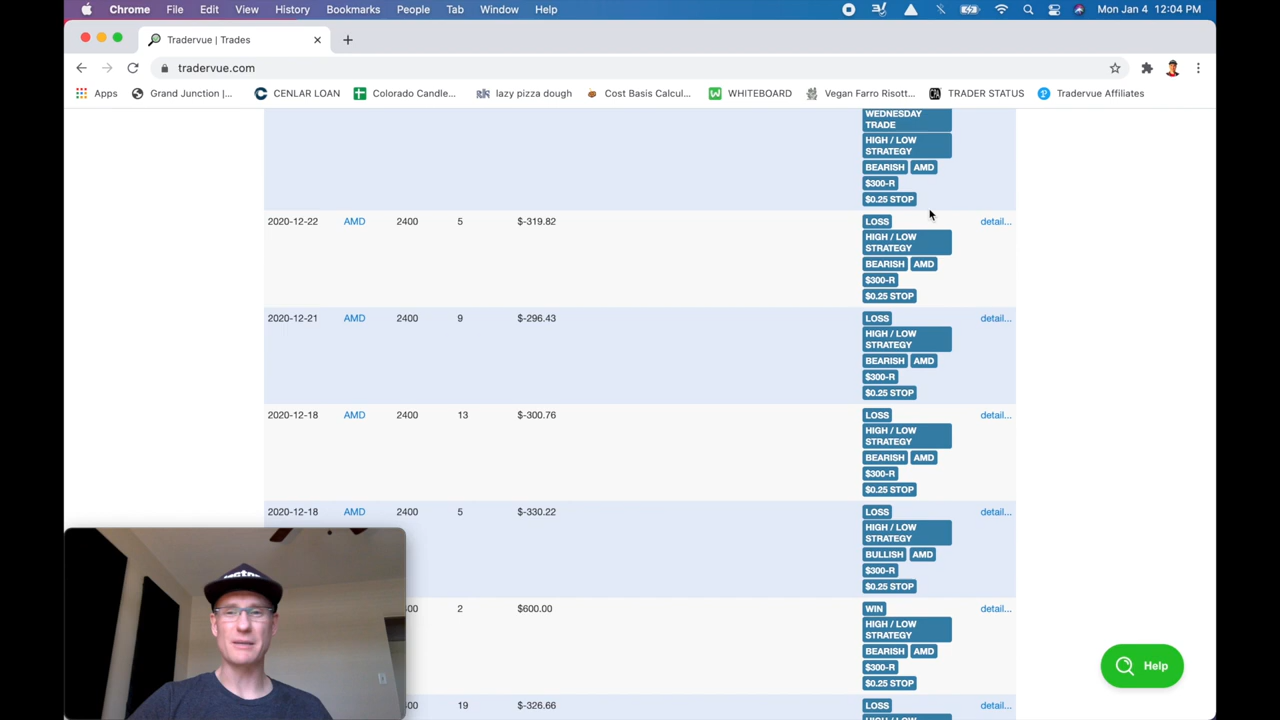 Chrome File Edit View History Bookmarks People Tab Window Help Mon Jan 4 12:04 PM
Tradervue | Trades
tradervue.com
Apps Grand Junction |... CENLAR LOAN Colorado Candle... lazy pizza dough Cost Basis Calcul... WHITEBOARD Vegan Farro Risott... TRADER STATUS Tradervue Affiliates
WEDNESDAY
TRADE
HIGH / LOW
STRATEGY
BEARISH AMD
$300-R
$0.25 STOP
2020-12-22 AMD 2400 5 $-319.82 LOSS detail...
HIGH / LOW
STRATEGY
BEARISH AMD
$300-R
$0.25 STOP
2020-12-21 AMD 2400 9 $-296.43 LOSS detail...
HIGH / LOW
STRATEGY
BEARISH AMD
$300-R
$0.25 STOP
2020-12-18 AMD 2400 13 $-300.76 LOSS detail...
HIGH / LOW
STRATEGY
BEARISH AMD
$300-R
$0.25 STOP
2020-12-18 AMD 2400 5 $-330.22 LOSS detail...
HIGH / LOW
STRATEGY
BULLISH AMD
$300-R
$0.25 STOP
00 2 $600.00 WIN detail...
HIGH / LOW
STRATEGY
BEARISH AMD
$300-R
$0.25 STOP
00 19 $-326.66 LOSS detail...
HIGH / LOW
Help